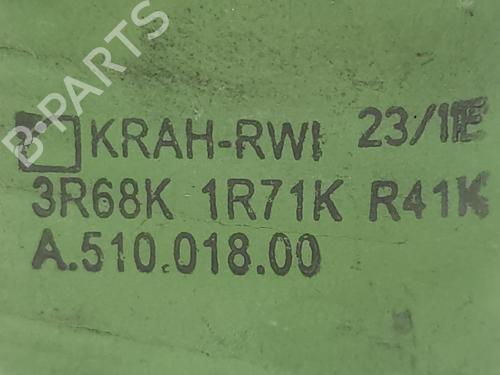 B-PARTS
KRAH-RWI 23/11E
3R68K 1R71K R41K
A.510.018.00